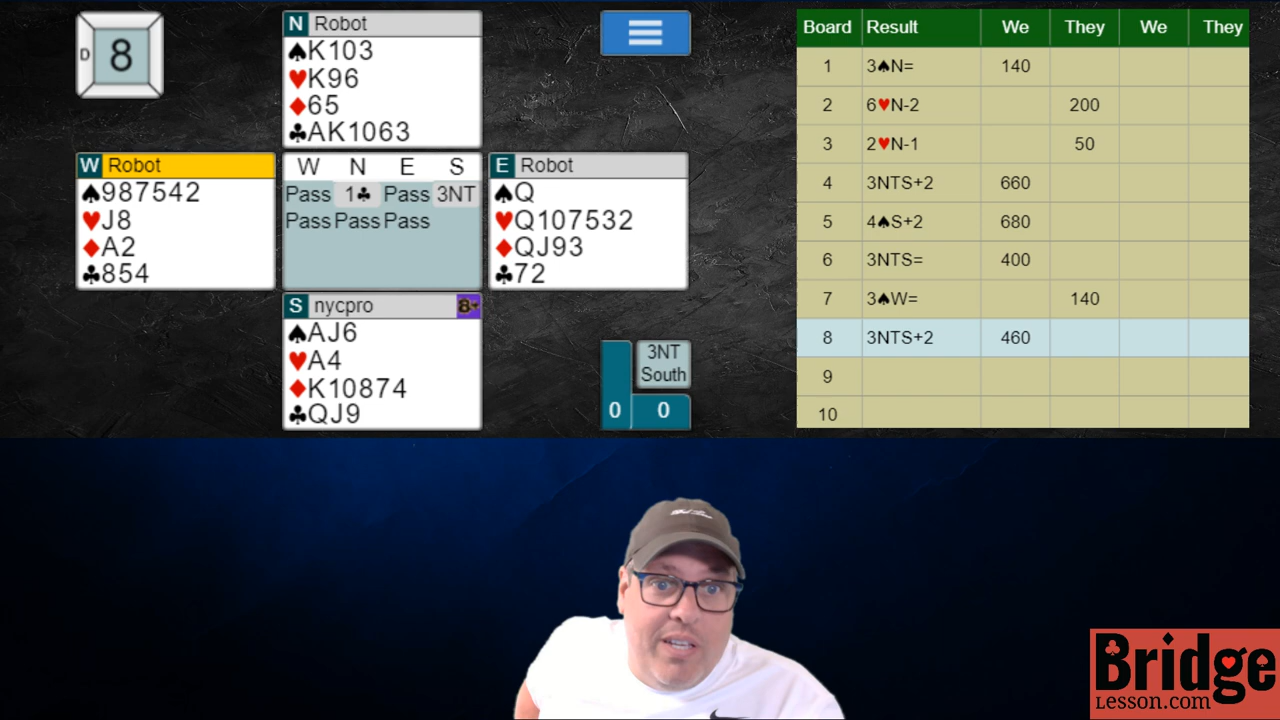 D 8
N Robot
♠K103
♥K96
♦65
♣AK1063
W Robot
♠987542
♥J8
♦A2
♣854
W N E S
Pass 1♣ Pass 3NT
Pass Pass Pass
E Robot
♠Q
♥Q107532
♦QJ93
♣72
S nycpro
♠AJ6
♥A4
♦K10874
♣QJ9
3NT
South
0 0
Board Result We They We They
1 3♠N= 140
2 6♥N-2 200
3 2♥N-1 50
4 3NTS+2 660
5 4♠S+2 680
6 3NTS= 400
7 3♠W= 140
8 3NTS+2 460
9
10
Bridge
Lesson.com